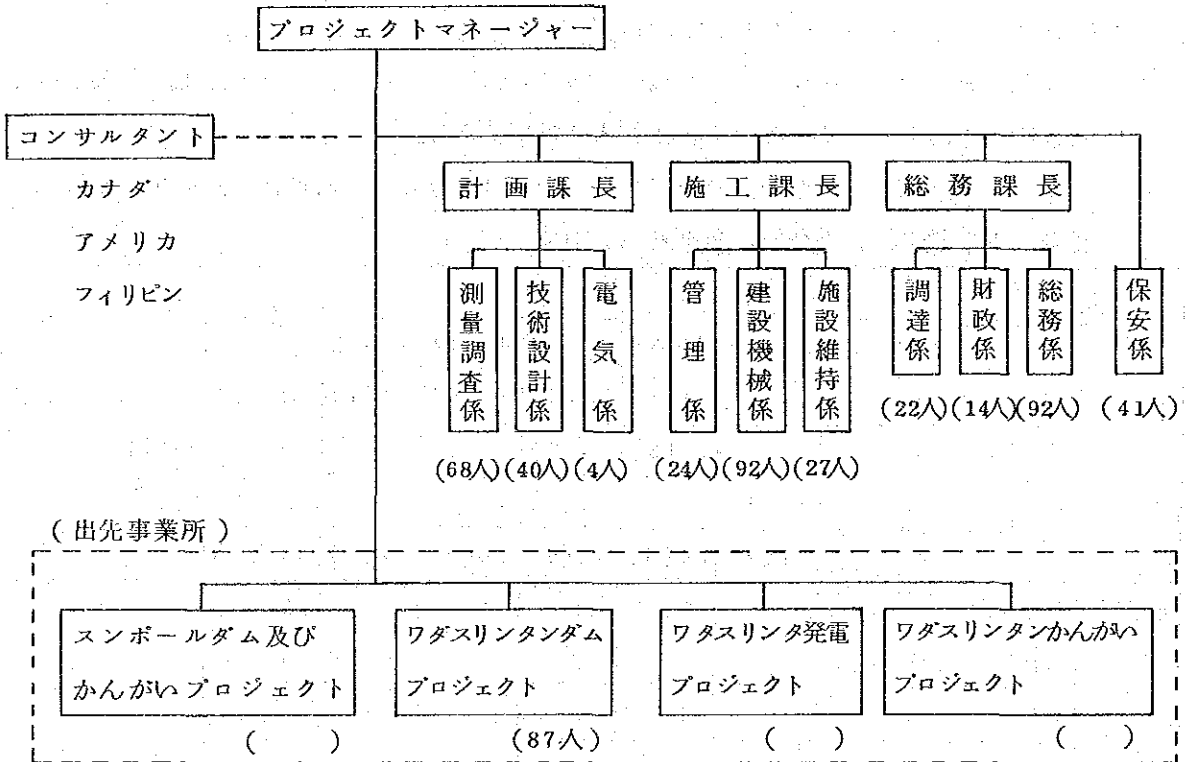 プロジェクトマネージャー
コンサルタント
カナダ
アメリカ
フィリピン
計画課長
施工課長
総務課長
測量調査係
技術設計係
電気係
管理係
建設機械係
施設維持係
調達係
財政係
総務係
保安係
(22人)(14人)(92人) (41人)
(68人)(40人)(4人) (24人)(92人)(27人)
(出先事業所)
スンポールダム及び
かんがいプロジェクト
( )
ワダスリンタンダム
プロジェクト
(87人)
ワダスリンタ発電
プロジェクト
( )
ワダスリンタンかんがい
プロジェクト
( )